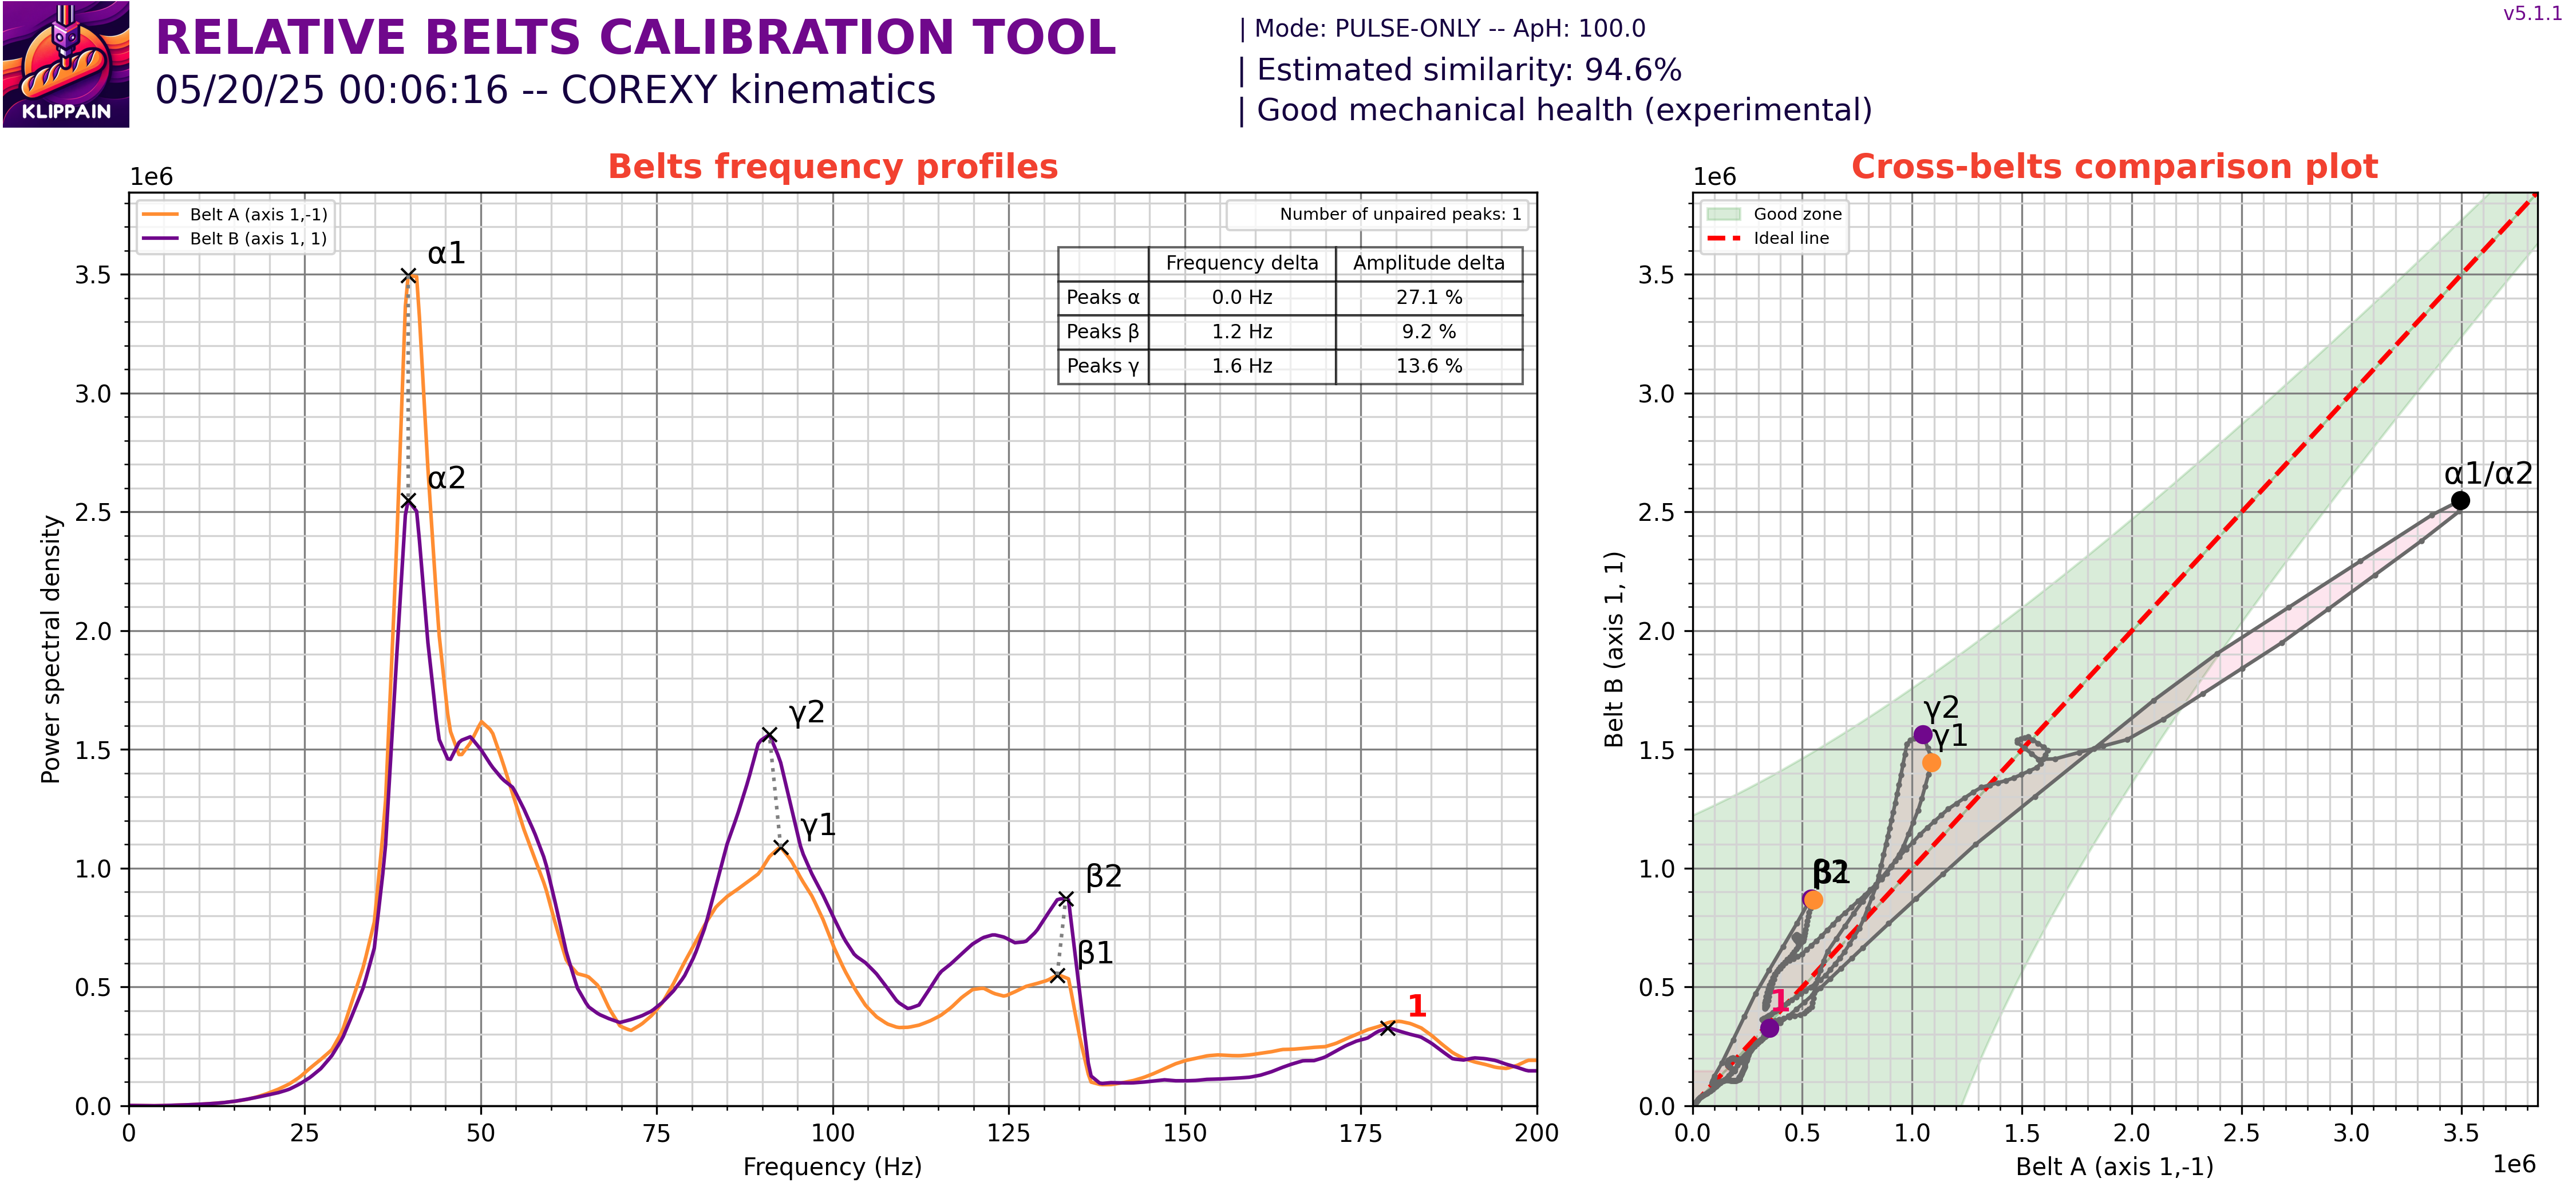 v5.1.1
KLIPPAIN
RELATIVE BELTS CALIBRATION TOOL
05/20/25 00:06:16 -- COREXY kinematics
| Mode: PULSE-ONLY -- ApH: 100.0
| Estimated similarity: 94.6%
| Good mechanical health (experimental)
Belts frequency profiles
1e6
Belt A (axis 1,-1)
Belt B (axis 1, 1)
Number of unpaired peaks: 1
Frequency delta Amplitude delta
Peaks α 0.0 Hz 27.1 %
Peaks β 1.2 Hz 9.2 %
Peaks γ 1.6 Hz 13.6 %
α1
α2
γ2
γ1
β2
β1
1
3.5
3.0
2.5
2.0
1.5
1.0
0.5
0.0
Power spectral density
0 25 50 75 100 125 150 175 200
Frequency (Hz)
Cross-belts comparison plot
1e6
Good zone
Ideal line
α1/α2
γ2
γ1
β2
β1
1
3.5
3.0
2.5
2.0
1.5
1.0
0.5
0.0
Belt B (axis 1, 1)
0.0 0.5 1.0 1.5 2.0 2.5 3.0 3.5
1e6
Belt A (axis 1,-1)